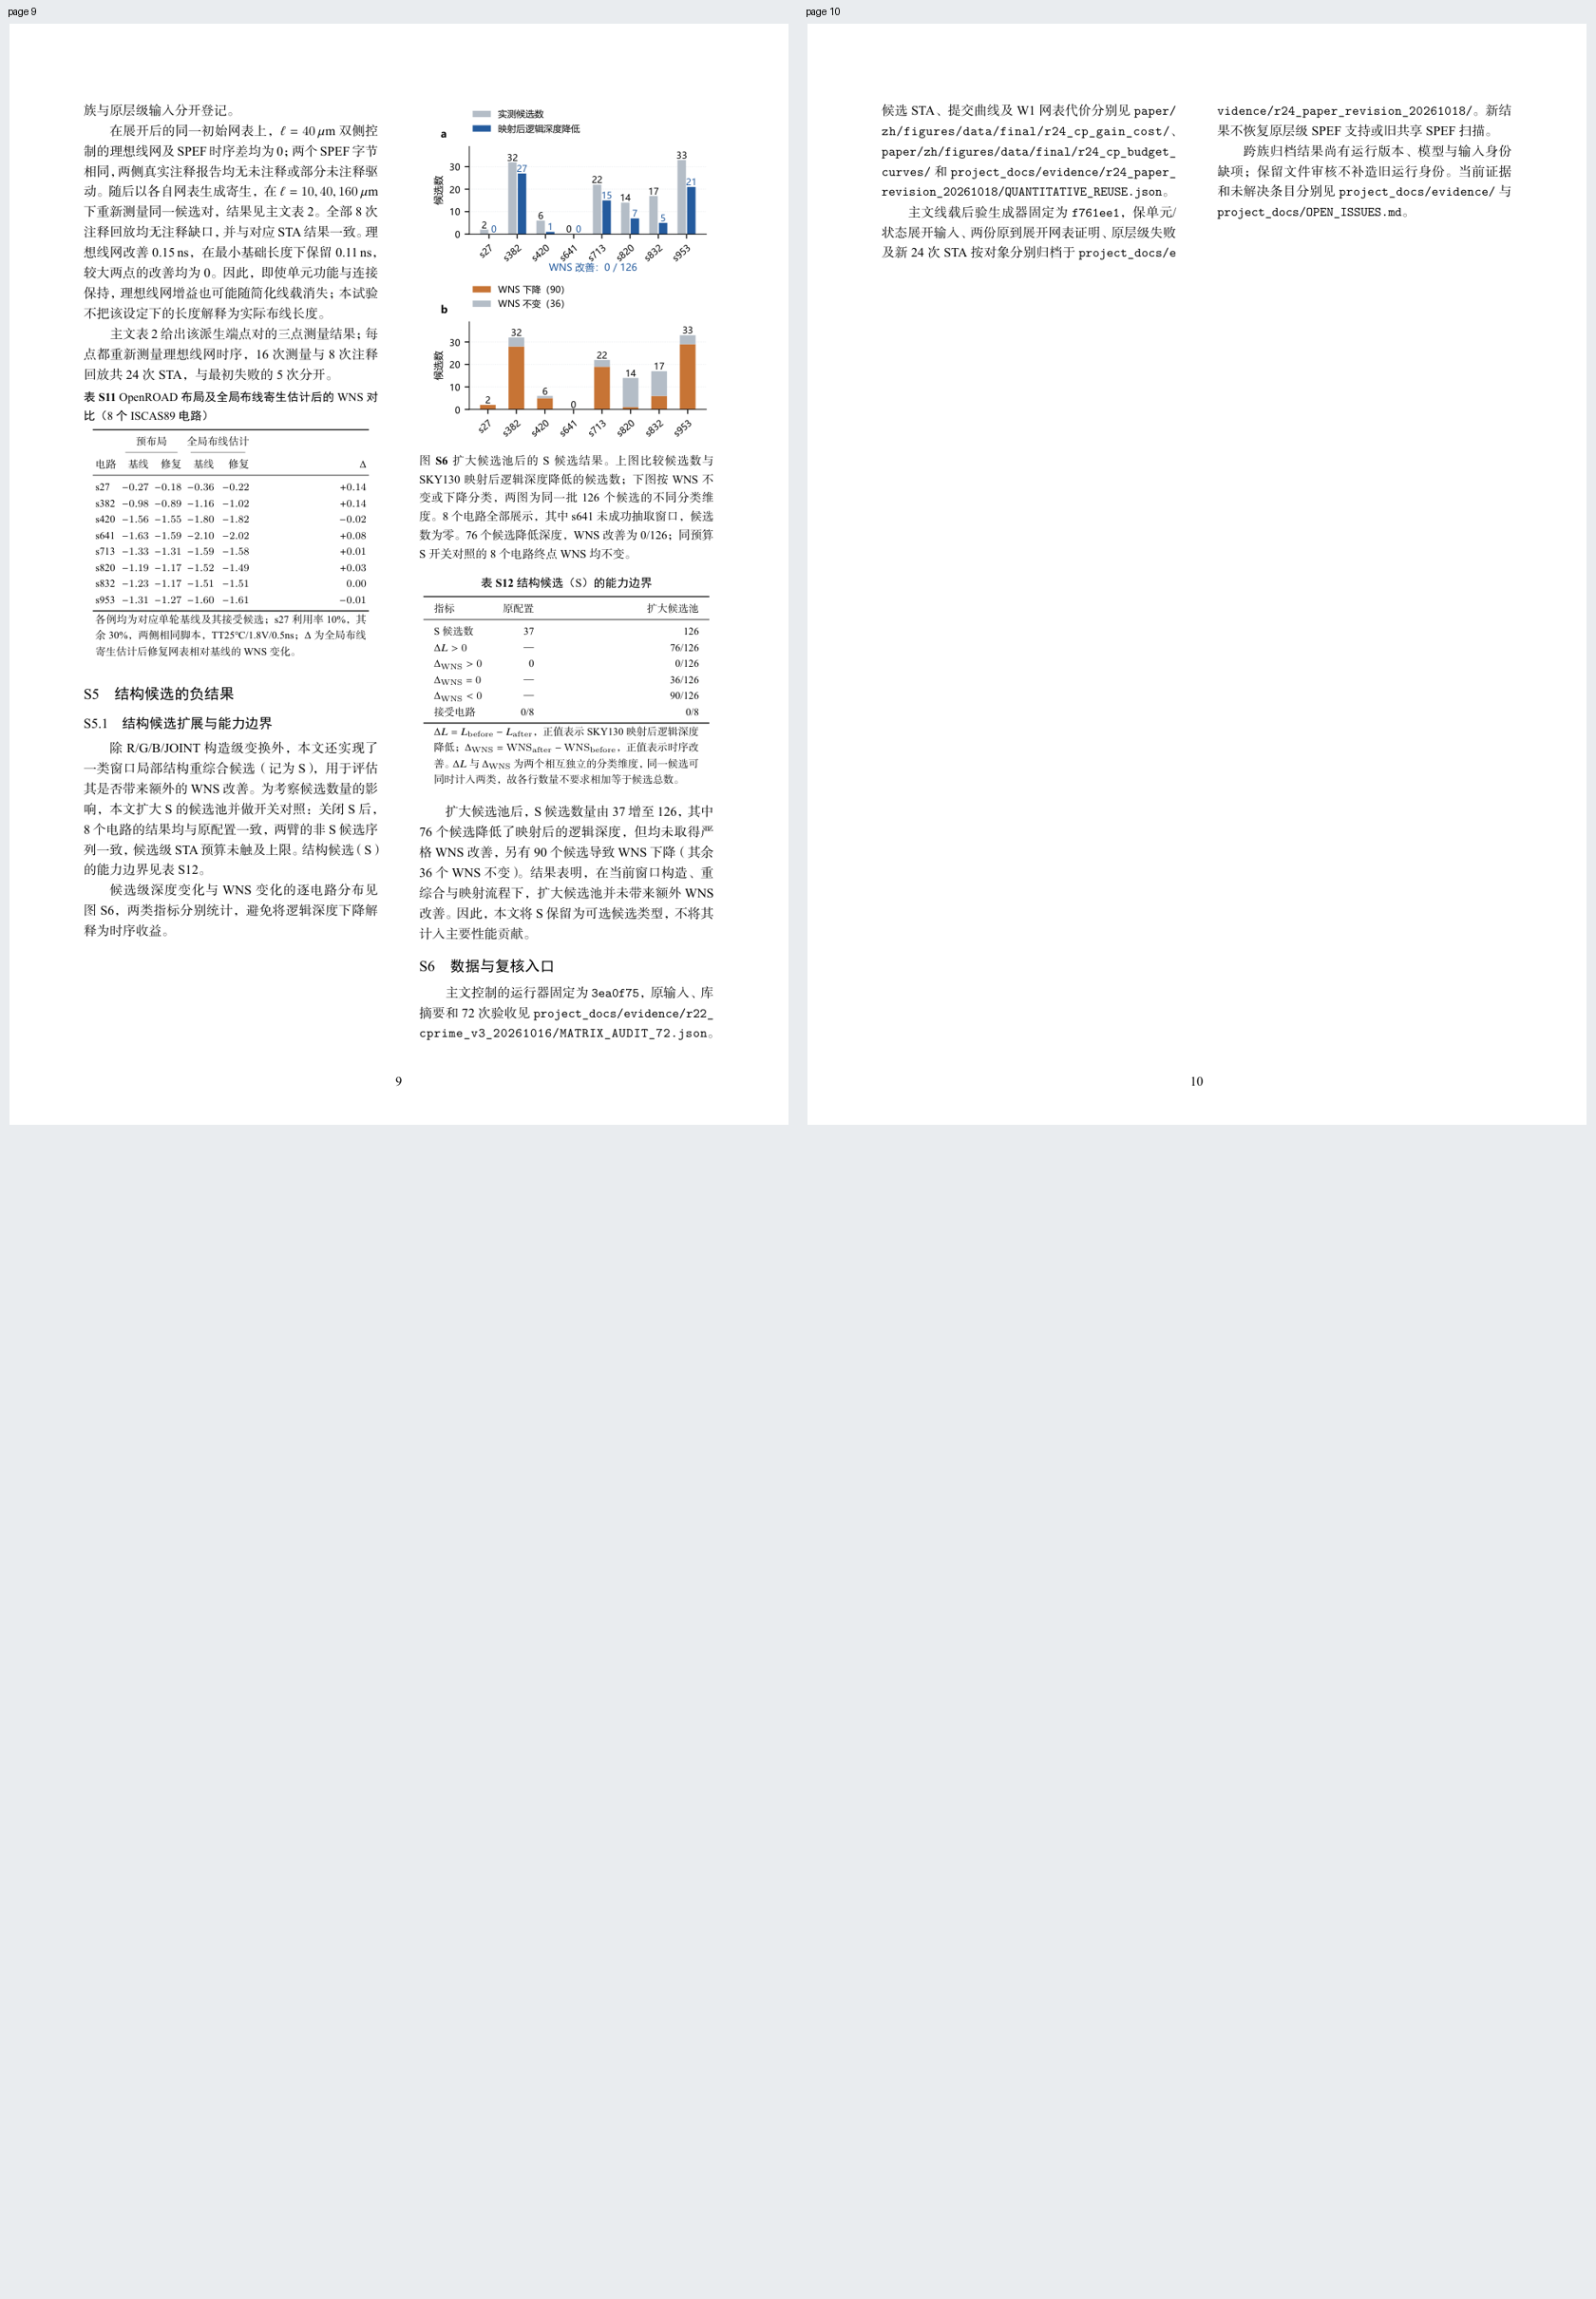 page 9
族与原层级输入分开登记。
在展开后的同一初始网表上，ℓ = 40 μm 双侧控
制的理想线网及 SPEF 时序差均为 0；两个 SPEF 字节
相同，两侧真实注释报告均无未注释或部分未注释驱
动。随后以各自网表生成寄生，在 ℓ = 10, 40, 160 μm
下重新测量同一候选对，结果见主文表 2。全部 8 次
注释回放均无注释缺口，并与对应 STA 结果一致。理
想线网改善 0.15 ns，在最小基础长度下保留 0.11 ns，
较大两点的改善均为 0。因此，即使单元功能与连接
保持，理想线网增益也可能随简化线载消失；本试验
不把该设定下的长度解释为实际布线长度。
主文表 2 给出该派生端点对的三点测量结果；每
点都重新测量理想线网时序，16 次测量与 8 次注释
回放共 24 次 STA，与最初失败的 5 次分开。
表 S11 OpenROAD 布局及全局布线寄生估计后的 WNS 对
比（8 个 ISCAS89 电路）
预布局 全局布线估计
电路 基线 修复 基线 修复 Δ
s27 −0.27 −0.18 −0.36 −0.22 +0.14
s382 −0.98 −0.89 −1.16 −1.02 +0.14
s420 −1.56 −1.55 −1.80 −1.82 −0.02
s641 −1.63 −1.59 −2.10 −2.02 +0.08
s713 −1.33 −1.31 −1.59 −1.58 +0.01
s820 −1.19 −1.17 −1.52 −1.49 +0.03
s832 −1.23 −1.17 −1.51 −1.51 0.00
s953 −1.31 −1.27 −1.60 −1.61 −0.01
各例均为对应单轮基线及其接受候选；s27 利用率 10%，其
余 30%，两侧相同脚本，TT25℃/1.8V/0.5ns；Δ 为全局布线
寄生估计后修复网表相对基线的 WNS 变化。
S5 结构候选的负结果
S5.1 结构候选扩展与能力边界
除 R/G/B/JOINT 构造级变换外，本文还实现了
一类窗口局部结构重综合候选（记为 S），用于评估
其是否带来额外的 WNS 改善。为考察候选数量的影
响，本文扩大 S 的候选池并做开关对照：关闭 S 后，
8 个电路的结果均与原配置一致，两臂的非 S 候选序
列一致，候选级 STA 预算未触及上限。结构候选（S）
的能力边界见表 S12。
候选级深度变化与 WNS 变化的逐电路分布见
图 S6，两类指标分别统计，避免将逻辑深度下降解
释为时序收益。
实测候选数
映射后逻辑深度降低
a
候选数
30
20
10
0
2 0 32 27 6 1 0 0 22 15 14 7 17 5 33 21
s27 s382 s420 s641 s713 s820 s832 s953
WNS 改善：0 / 126
WNS 下降（90）
WNS 不变（36）
b
候选数
30
20
10
0
2 32 6 0 22 14 17 33
s27 s382 s420 s641 s713 s820 s832 s953
图 S6 扩大候选池后的 S 候选结果。上图比较候选数与
SKY130 映射后逻辑深度降低的候选数；下图按 WNS 不
变或下降分类，两图为同一批 126 个候选的不同分类维
度。8 个电路全部展示，其中 s641 未成功抽取窗口，候选
数为零。76 个候选降低深度，WNS 改善为 0/126；同预算
S 开关对照的 8 个电路终点 WNS 均不变。
表 S12 结构候选（S）的能力边界
指标 原配置 扩大候选池
S 候选数 37 126
ΔL > 0 — 76/126
Δ_WNS > 0 0 0/126
Δ_WNS = 0 — 36/126
Δ_WNS < 0 — 90/126
接受电路 0/8 0/8
ΔL = L_before − L_after，正值表示 SKY130 映射后逻辑深度
降低；Δ_WNS = WNS_after − WNS_before，正值表示时序改
善。ΔL 与 Δ_WNS 为两个相互独立的分类维度，同一候选可
同时计入两类，故各行数量不要求相加等于候选总数。
扩大候选池后，S 候选数量由 37 增至 126，其中
76 个候选降低了映射后的逻辑深度，但均未取得严
格 WNS 改善，另有 90 个候选导致 WNS 下降（其余
36 个 WNS 不变）。结果表明，在当前窗口构造、重
综合与映射流程下，扩大候选池并未带来额外 WNS
改善。因此，本文将 S 保留为可选候选类型，不将其
计入主要性能贡献。
S6 数据与复核入口
主文控制的运行器固定为 3ea0f75，原输入、库
摘要和 72 次验收见 project_docs/evidence/r22_
cprime_v3_20261016/MATRIX_AUDIT_72.json。
9
page 10
候选 STA、提交曲线及 W1 网表代价分别见 paper/
zh/figures/data/final/r24_cp_gain_cost/、
paper/zh/figures/data/final/r24_cp_budget_
curves/ 和 project_docs/evidence/r24_paper_
revision_20261018/QUANTITATIVE_REUSE.json。
主文线载后验生成器固定为 f761ee1，保单元/
状态展开输入、两份原到展开网表证明、原层级失败
及新 24 次 STA 按对象分别归档于 project_docs/e
vidence/r24_paper_revision_20261018/。新结
果不恢复原层级 SPEF 支持或旧共享 SPEF 扫描。
跨族归档结果尚有运行版本、模型与输入身份
缺项；保留文件审核不补造旧运行身份。当前证据
和未解决条目分别见 project_docs/evidence/ 与
project_docs/OPEN_ISSUES.md。
10